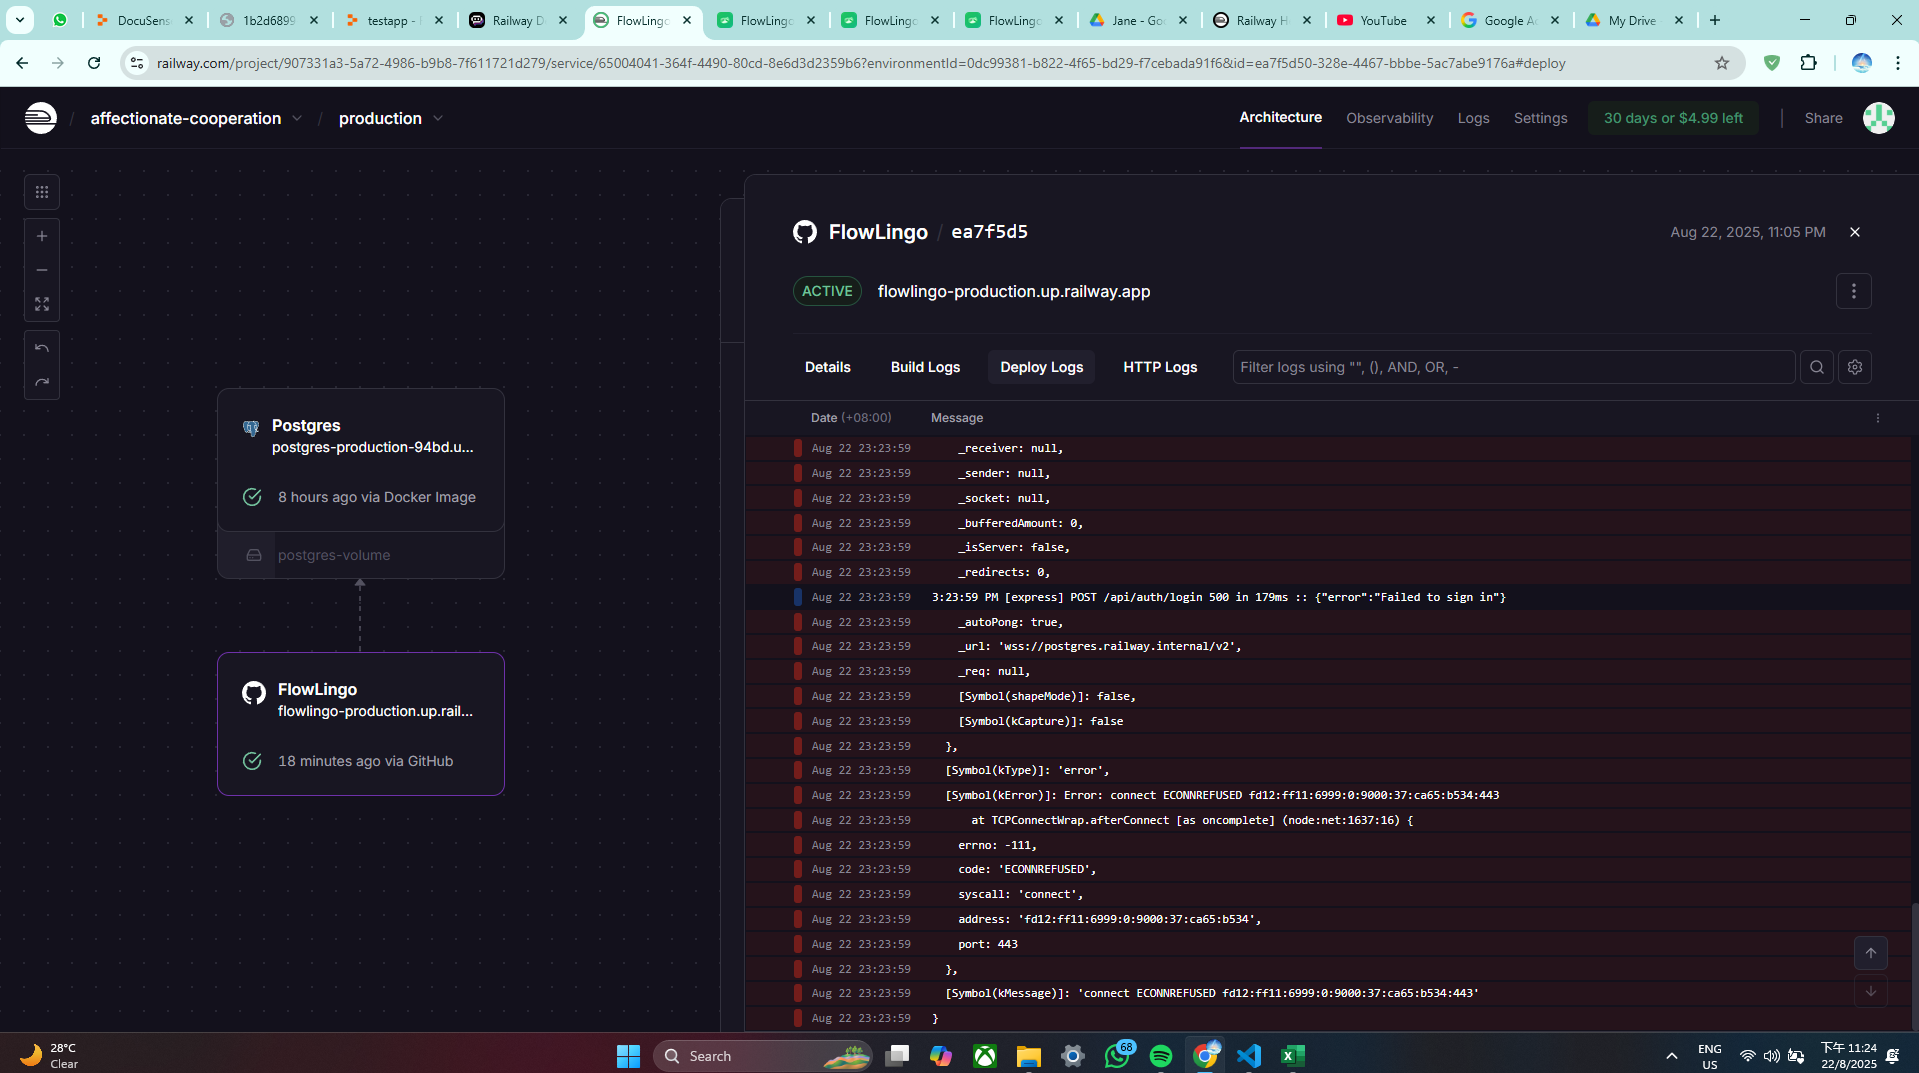 DocuSens
1b2d6899
testapp -
Railway D
FlowLingo
FlowLingo
FlowLingo
FlowLingo
Jane - Goo
Railway H
YouTube
Google A
My Drive
railway.com/project/907331a3-5a72-4986-b9b8-7f611721d279/service/65004041-364f-4490-80cd-8e6d3d2359b6?environmentId=0dc99381-b822-4f65-bd29-f7cebada91f6&id=ea7f5d50-328e-4467-bbbe-5ac7abe9176a#deploy
/ affectionate-cooperation / production
Architecture Observability Logs Settings 30 days or $4.99 left Share
FlowLingo / ea7f5d5
Aug 22, 2025, 11:05 PM
ACTIVE flowlingo-production.up.railway.app
Details Build Logs Deploy Logs HTTP Logs Filter logs using "", (), AND, OR, -
Date (+08:00) Message
Postgres
postgres-production-94bd.u...
8 hours ago via Docker Image
postgres-volume
FlowLingo
flowlingo-production.up.rail...
18 minutes ago via GitHub
Aug 22 23:23:59 _receiver: null,
Aug 22 23:23:59 _sender: null,
Aug 22 23:23:59 _socket: null,
Aug 22 23:23:59 _bufferedAmount: 0,
Aug 22 23:23:59 _isServer: false,
Aug 22 23:23:59 _redirects: 0,
Aug 22 23:23:59 3:23:59 PM [express] POST /api/auth/login 500 in 179ms :: {"error":"Failed to sign in"}
Aug 22 23:23:59 _autoPong: true,
Aug 22 23:23:59 _url: 'wss://postgres.railway.internal/v2',
Aug 22 23:23:59 _req: null,
Aug 22 23:23:59 [Symbol(shapeMode)]: false,
Aug 22 23:23:59 [Symbol(kCapture)]: false
Aug 22 23:23:59 },
Aug 22 23:23:59 [Symbol(kType)]: 'error',
Aug 22 23:23:59 [Symbol(kError)]: Error: connect ECONNREFUSED fd12:ff11:6999:0:9000:37:ca65:b534:443
Aug 22 23:23:59 at TCPConnectWrap.afterConnect [as oncomplete] (node:net:1637:16) {
Aug 22 23:23:59 errno: -111,
Aug 22 23:23:59 code: 'ECONNREFUSED',
Aug 22 23:23:59 syscall: 'connect',
Aug 22 23:23:59 address: 'fd12:ff11:6999:0:9000:37:ca65:b534',
Aug 22 23:23:59 port: 443
Aug 22 23:23:59 },
Aug 22 23:23:59 [Symbol(kMessage)]: 'connect ECONNREFUSED fd12:ff11:6999:0:9000:37:ca65:b534:443'
Aug 22 23:23:59 }
28°C
Clear
Search
68
ENG
US
下午 11:24
22/8/2025